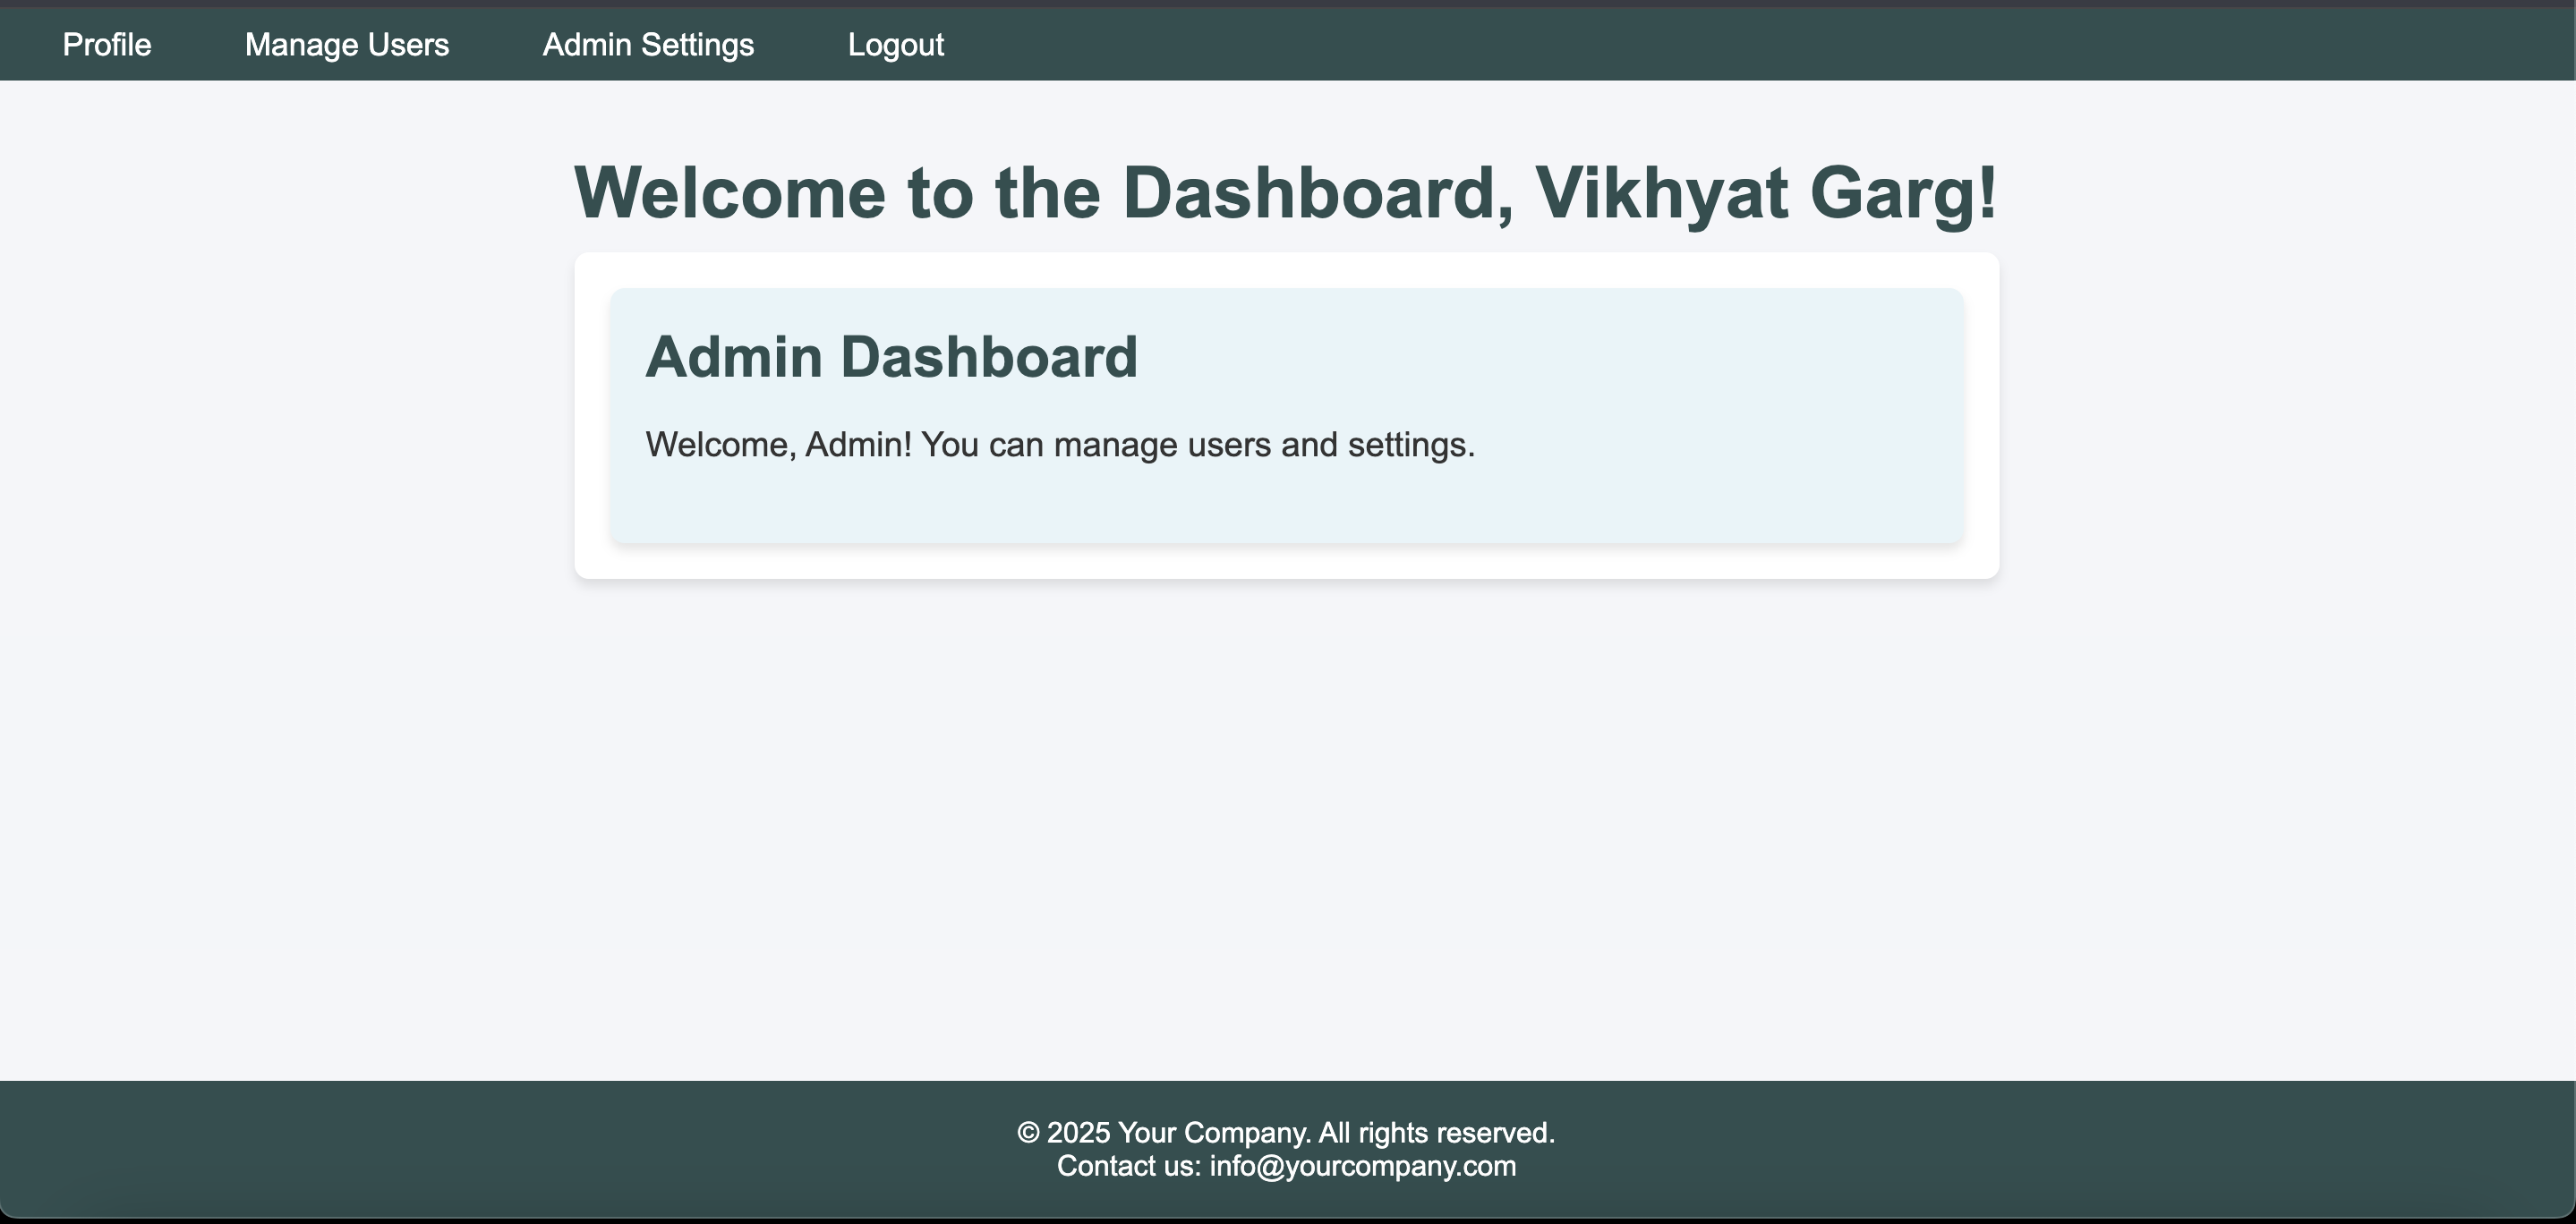 Profile Manage Users Admin Settings Logout
Welcome to the Dashboard, Vikhyat Garg!
Admin Dashboard
Welcome, Admin! You can manage users and settings.
© 2025 Your Company. All rights reserved.
Contact us: info@yourcompany.com